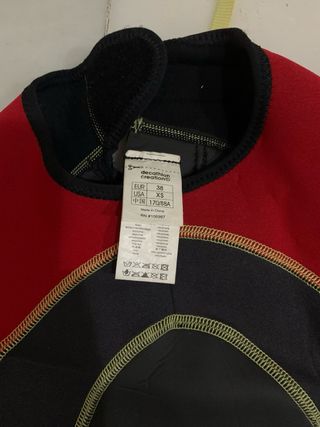 decathlon
creation
EUR 38
USA XS
中国 170/88A
Made in China